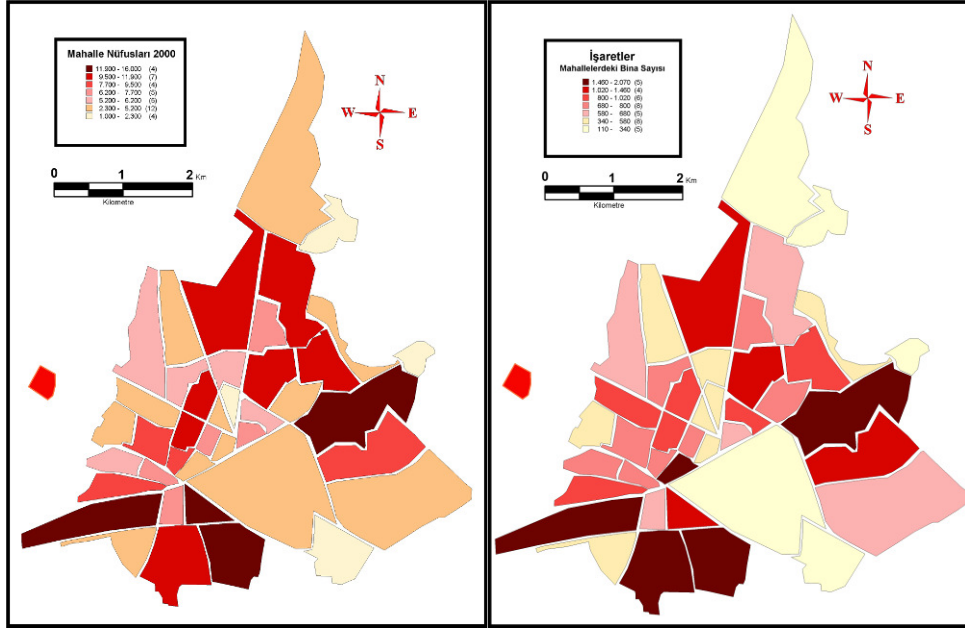 Mahalle Nüfusları 2000
11.900 - 16.000 (4)
9.500 - 11.900 (7)
7.700 - 9.500 (4)
6.200 - 7.700 (5)
5.200 - 6.200 (6)
2.300 - 5.200 (12)
1.000 - 2.300 (4)
N
W E
S
0 1 2 Km
Kilometre
İşaretler
Mahallelerdeki Bina Sayısı
1.460 - 2.070 (5)
1.020 - 1.460 (4)
800 - 1.020 (6)
680 - 800 (8)
580 - 680 (5)
340 - 580 (8)
110 - 340 (5)
N
W E
S
0 1 2 Km
Kilometre